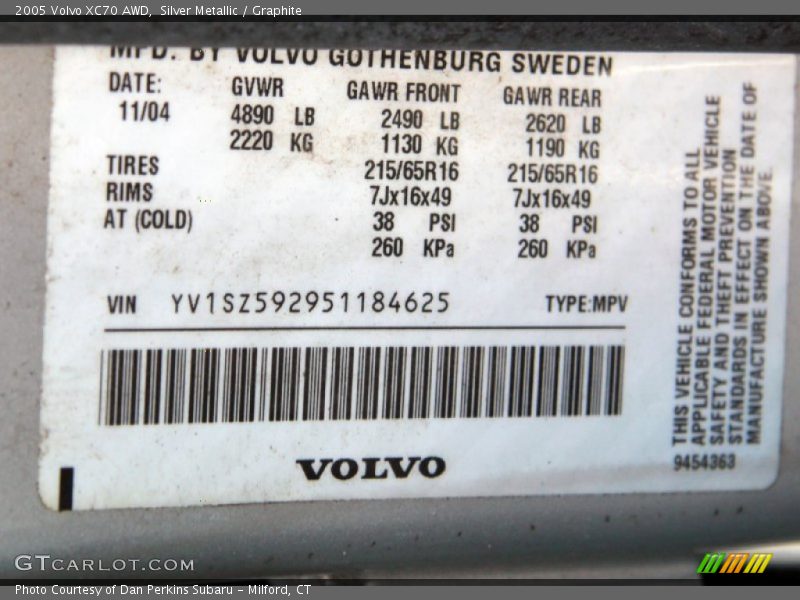 2005 Volvo XC70 AWD, Silver Metallic / Graphite
MFD. BY VOLVO GOTHENBURG SWEDEN
DATE: GVWR GAWR FRONT GAWR REAR
11/04 4890 LB 2490 LB 2620 LB
2220 KG 1130 KG 1190 KG
TIRES 215/65R16 215/65R16
RIMS 7Jx16x49 7Jx16x49
AT (COLD) 38 PSI 38 PSI
260 KPa 260 KPa
VIN YV1SZ592951184625 TYPE:MPV
VOLVO
THIS VEHICLE CONFORMS TO ALL
APPLICABLE FEDERAL MOTOR VEHICLE
SAFETY AND THEFT PREVENTION
STANDARDS IN EFFECT ON THE DATE OF
MANUFACTURE SHOWN ABOVE.
9454363
GTCARLOT.COM
Photo Courtesy of Dan Perkins Subaru - Milford, CT